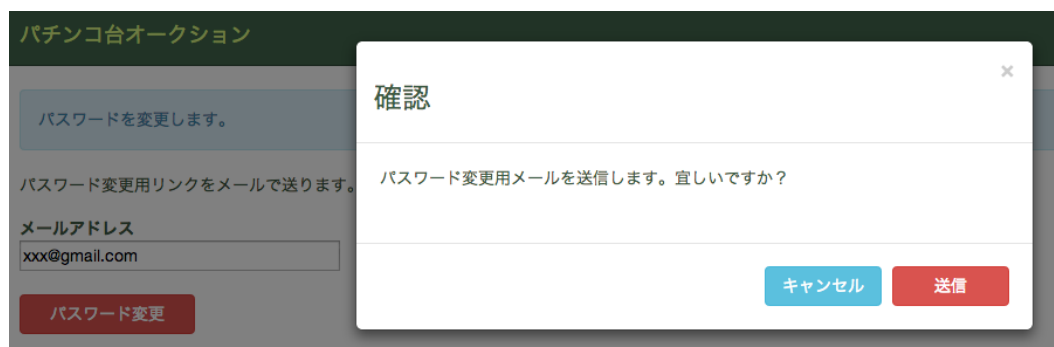 パチンコ台オークション
パスワードを変更します。
パスワード変更用リンクをメールで送ります。
メールアドレス
xxx@gmail.com
パスワード変更
×
確認
パスワード変更用メールを送信します。宜しいですか？
キャンセル 送信